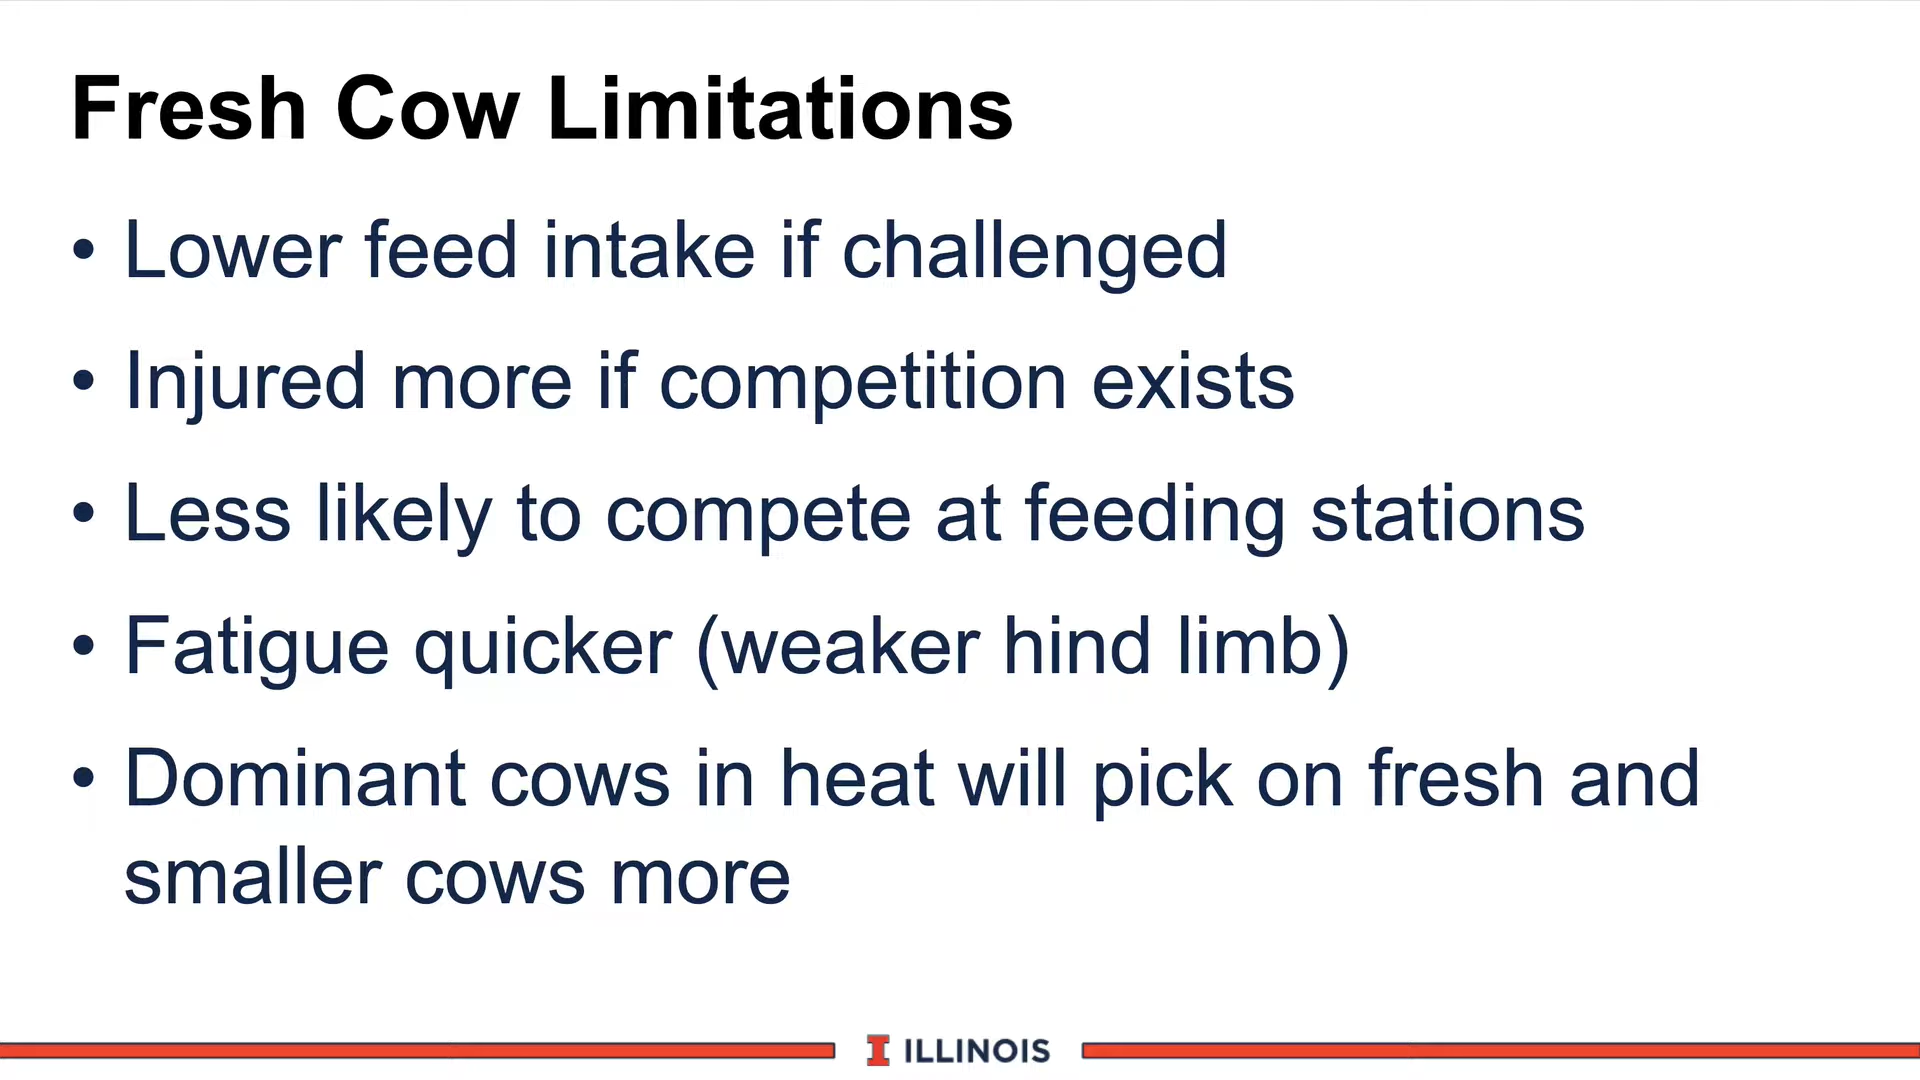 Fresh Cow Limitations
• Lower feed intake if challenged
• Injured more if competition exists
• Less likely to compete at feeding stations
• Fatigue quicker (weaker hind limb)
• Dominant cows in heat will pick on fresh and
smaller cows more
I ILLINOIS